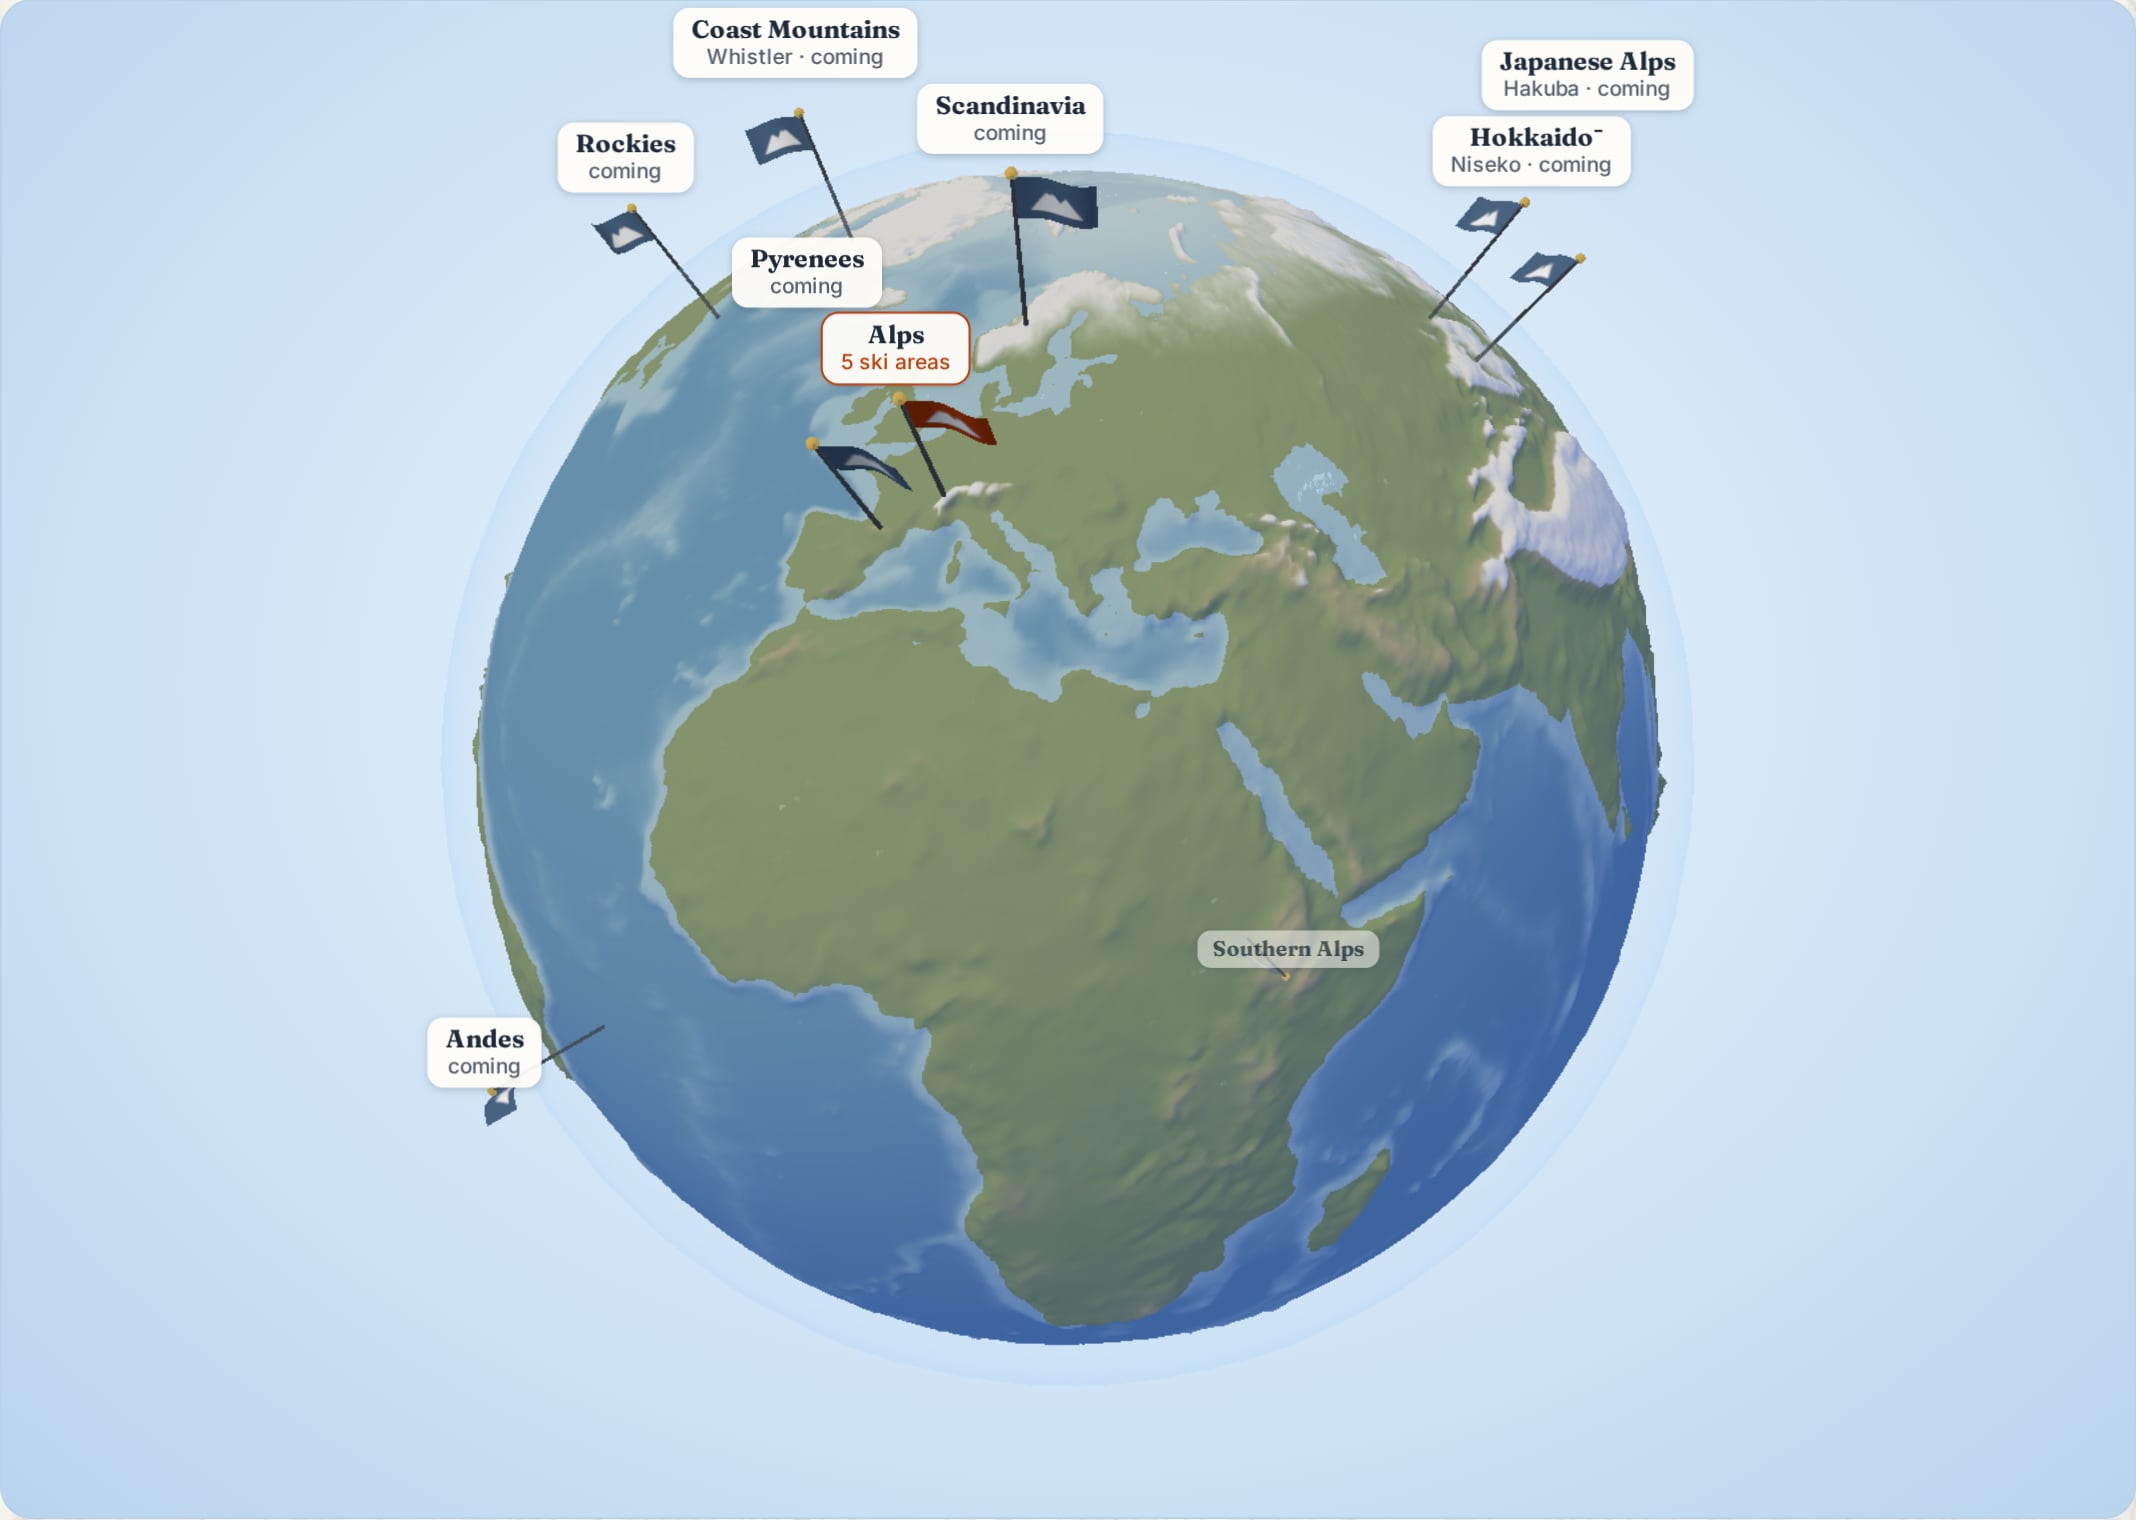 Coast Mountains
Whistler · coming
Japanese Alps
Hakuba · coming
Scandinavia
coming
Rockies
coming
Hokkaido¯
Niseko · coming
Pyrenees
coming
Alps
5 ski areas
Southern Alps
Andes
coming